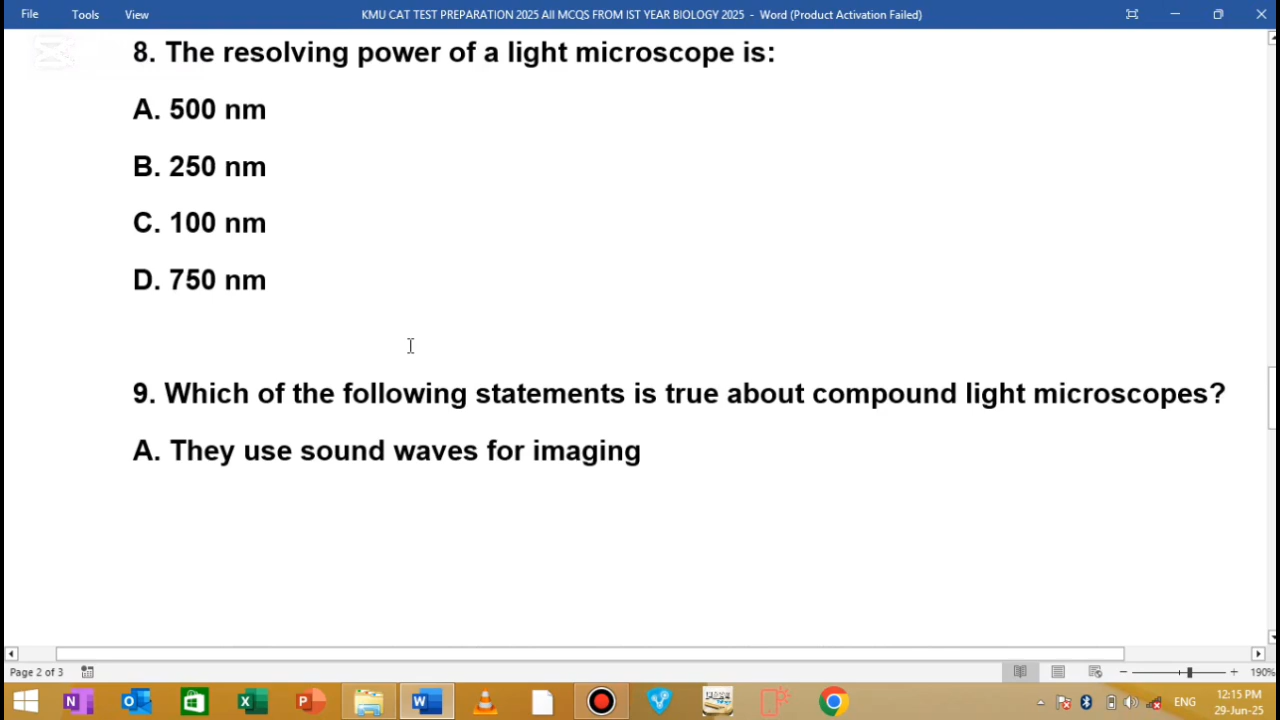 File Tools View KMU CAT TEST PREPARATION 2025 All MCQS FROM IST YEAR BIOLOGY 2025 - Word (Product Activation Failed)
8. The resolving power of a light microscope is:
A. 500 nm
B. 250 nm
C. 100 nm
D. 750 nm
9. Which of the following statements is true about compound light microscopes?
A. They use sound waves for imaging
Page 2 of 3 190%
ENG 12:15 PM
29-Jun-25